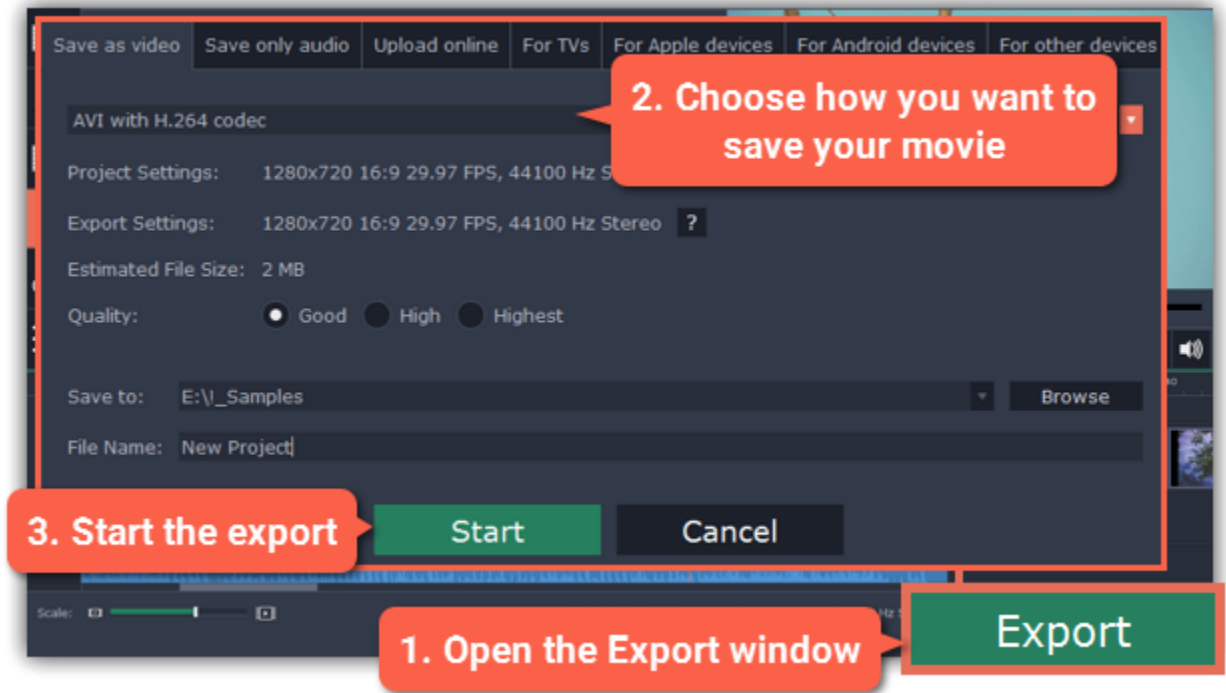 Save as video Save only audio Upload online For TVs For Apple devices For Android devices For other devices
2. Choose how you want to
save your movie
AVI with H.264 codec
Project Settings: 1280x720 16:9 29.97 FPS, 44100 Hz S
Export Settings: 1280x720 16:9 29.97 FPS, 44100 Hz Stereo ?
Estimated File Size: 2 MB
Quality: Good High Highest
Save to: E:\!_Samples Browse
File Name: New Project
3. Start the export Start Cancel
Scale:
1. Open the Export window Export